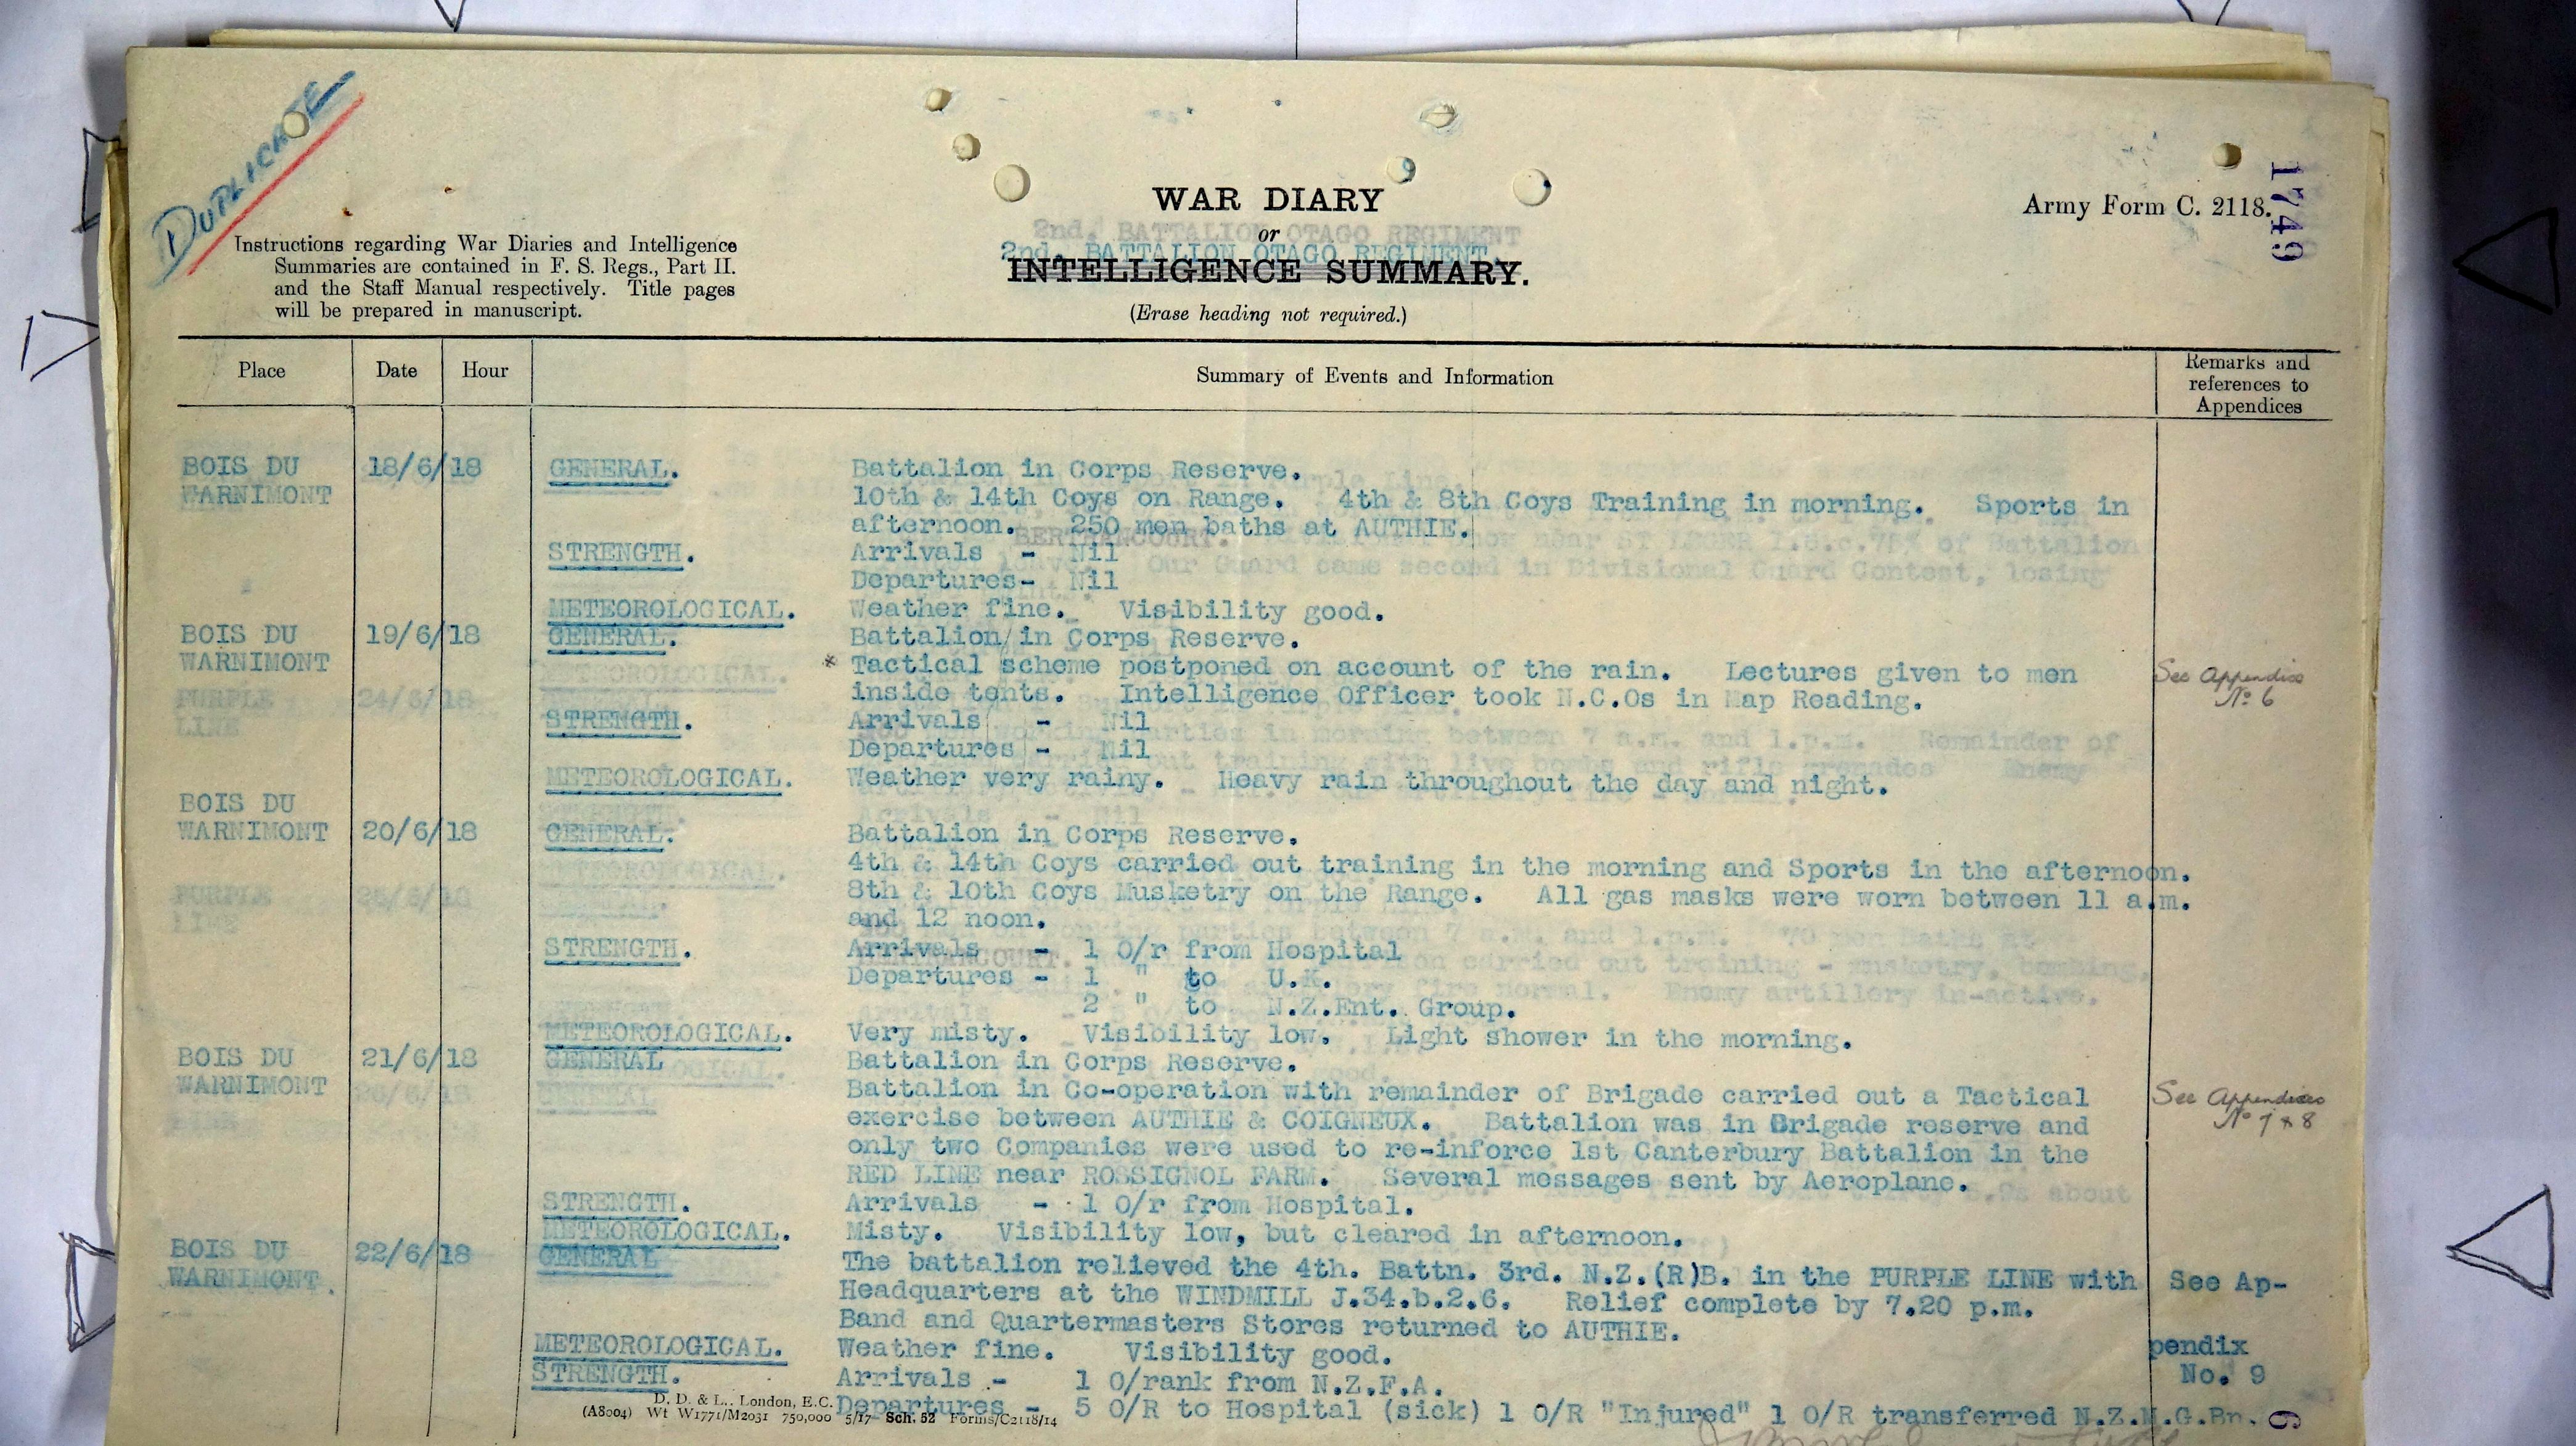 DUPLICATE
1749
Army Form C. 2118.
WAR DIARY
or
2nd. BATTALION OTAGO REGIMENT.
INTELLIGENCE SUMMARY.
(Erase heading not required.)
Instructions regarding War Diaries and Intelligence
Summaries are contained in F. S. Regs., Part II.
and the Staff Manual respectively. Title pages
will be prepared in manuscript.
Place Date Hour Summary of Events and Information Remarks and
references to
Appendices
BOIS DU 18/6/18 GENERAL. Battalion in Corps Reserve.
WARNIMONT 10th & 14th Coys on Range. 4th & 8th Coys Training in morning. Sports in
afternoon. 250 men baths at AUTHIE.
STRENGTH. Arrivals - Nil
Departures- Nil
METEOROLOGICAL. Weather fine. Visibility good.
BOIS DU 19/6/18 GENERAL. Battalion/in Corps Reserve.
WARNIMONT * Tactical scheme postponed on account of the rain. Lectures given to men See Appendix
inside tents. Intelligence Officer took N.C.Os in Map Reading. No 6
STRENGTH. Arrivals - Nil
Departures - Nil
METEOROLOGICAL. Weather very rainy. Heavy rain throughout the day and night.
BOIS DU
WARNIMONT 20/6/18 GENERAL. Battalion in Corps Reserve.
4th & 14th Coys carried out training in the morning and Sports in the afternoon.
8th & 10th Coys Musketry on the Range. All gas masks were worn between 11 a.m.
and 12 noon.
STRENGTH. Arrivals - 1 O/r from Hospital
Departures - 1 " to U.K.
2 " to N.Z.Ent. Group.
METEOROLOGICAL. Very misty. Visibility low. Light shower in the morning.
BOIS DU 21/6/18 GENERAL Battalion in Corps Reserve.
WARNIMONT Battalion in Co-operation with remainder of Brigade carried out a Tactical See Appendices
exercise between AUTHIE & COIGNEUX. Battalion was in Brigade reserve and No 7 & 8
only two Companies were used to re-inforce 1st Canterbury Battalion in the
RED LINE near ROSSIGNOL FARM. Several messages sent by Aeroplane.
STRENGTH. Arrivals - 1 O/r from Hospital.
METEOROLOGICAL. Misty. Visibility low, but cleared in afternoon.
BOIS DU 22/6/18 GENERAL The battalion relieved the 4th. Battn. 3rd. N.Z.(R)B. in the PURPLE LINE with See Ap-
WARNIMONT. Headquarters at the WINDMILL J.34.b.2.6. Relief complete by 7.20 p.m.
Band and Quartermasters Stores returned to AUTHIE.
METEOROLOGICAL. Weather fine. Visibility good. pendix
STRENGTH. Arrivals - 1 O/rank from N.Z.F.A. No. 9
Departures - 5 O/R to Hospital (sick) 1 O/R "Injured" 1 O/R transferred N.Z.M.G.Bn.
D. D. & L., London, E.C.
(A8004) Wt W1771/M2031 750,000 5/17 Sch. 52 Forms/C2118/14
6